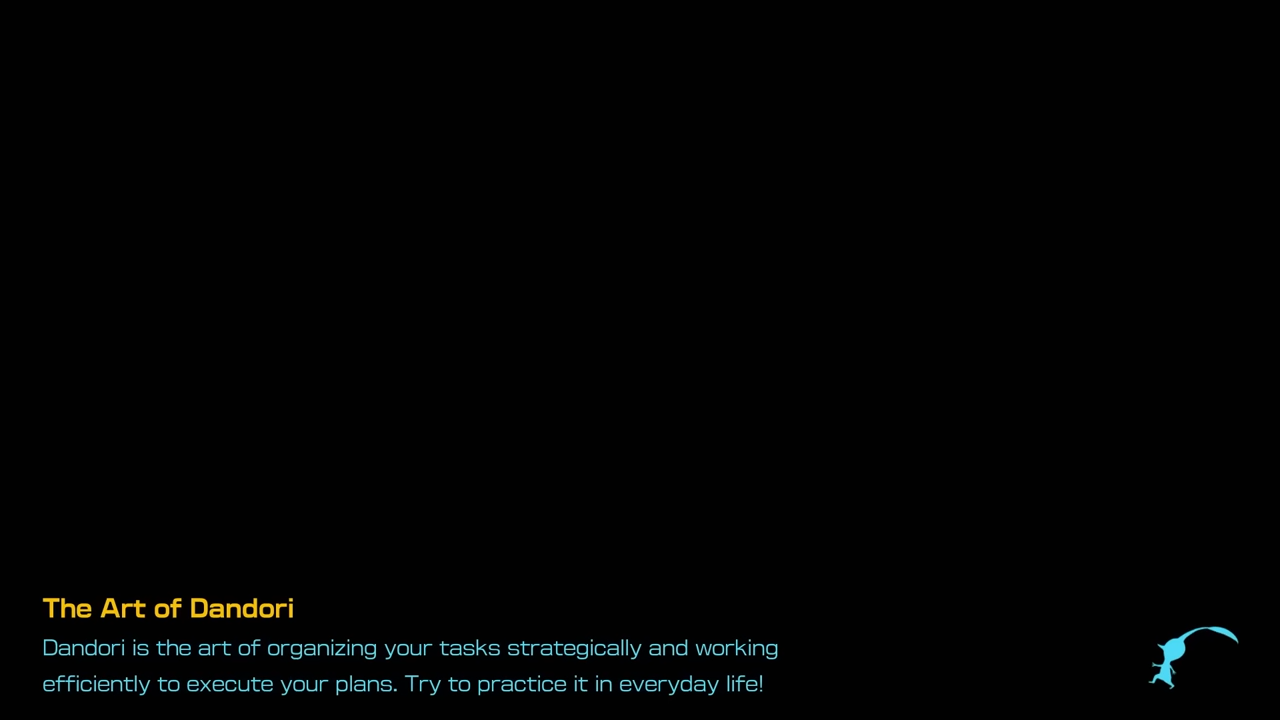 The Art of Dandori
Dandori is the art of organizing your tasks strategically and working
efficiently to execute your plans. Try to practice it in everyday life!